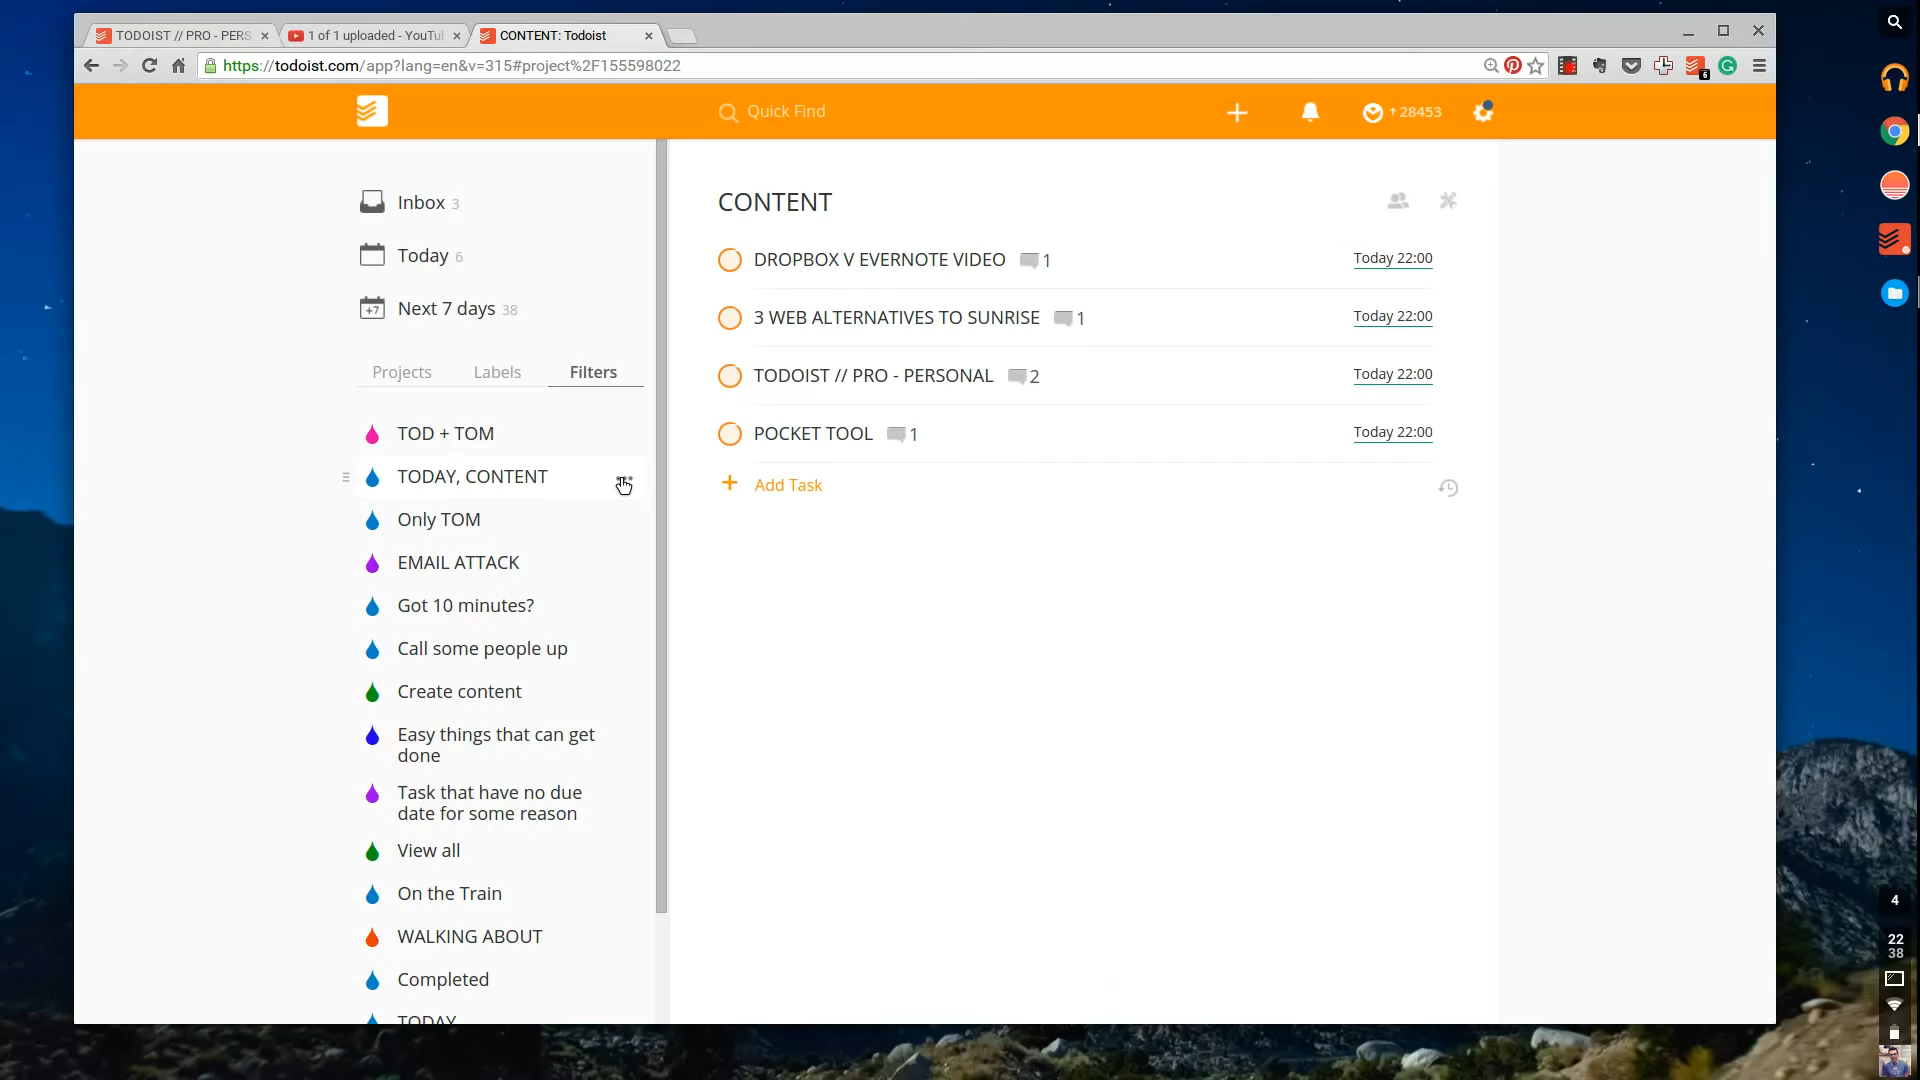 TODOIST // PRO - PERS
1 of 1 uploaded - YouTu
CONTENT: Todoist
https://todoist.com/app?lang=en&v=315#project%2F155598022
6
Quick Find
28453
Inbox 3
Today 6
Next 7 days 38
+7
Projects
Labels
Filters
TOD + TOM
TODAY, CONTENT
Only TOM
EMAIL ATTACK
Got 10 minutes?
Call some people up
Create content
Easy things that can get
done
Task that have no due
date for some reason
View all
On the Train
WALKING ABOUT
Completed
TODAY
CONTENT
DROPBOX V EVERNOTE VIDEO 1
Today 22:00
3 WEB ALTERNATIVES TO SUNRISE 1
Today 22:00
TODOIST // PRO - PERSONAL 2
Today 22:00
POCKET TOOL 1
Today 22:00
+ Add Task
4
22
38